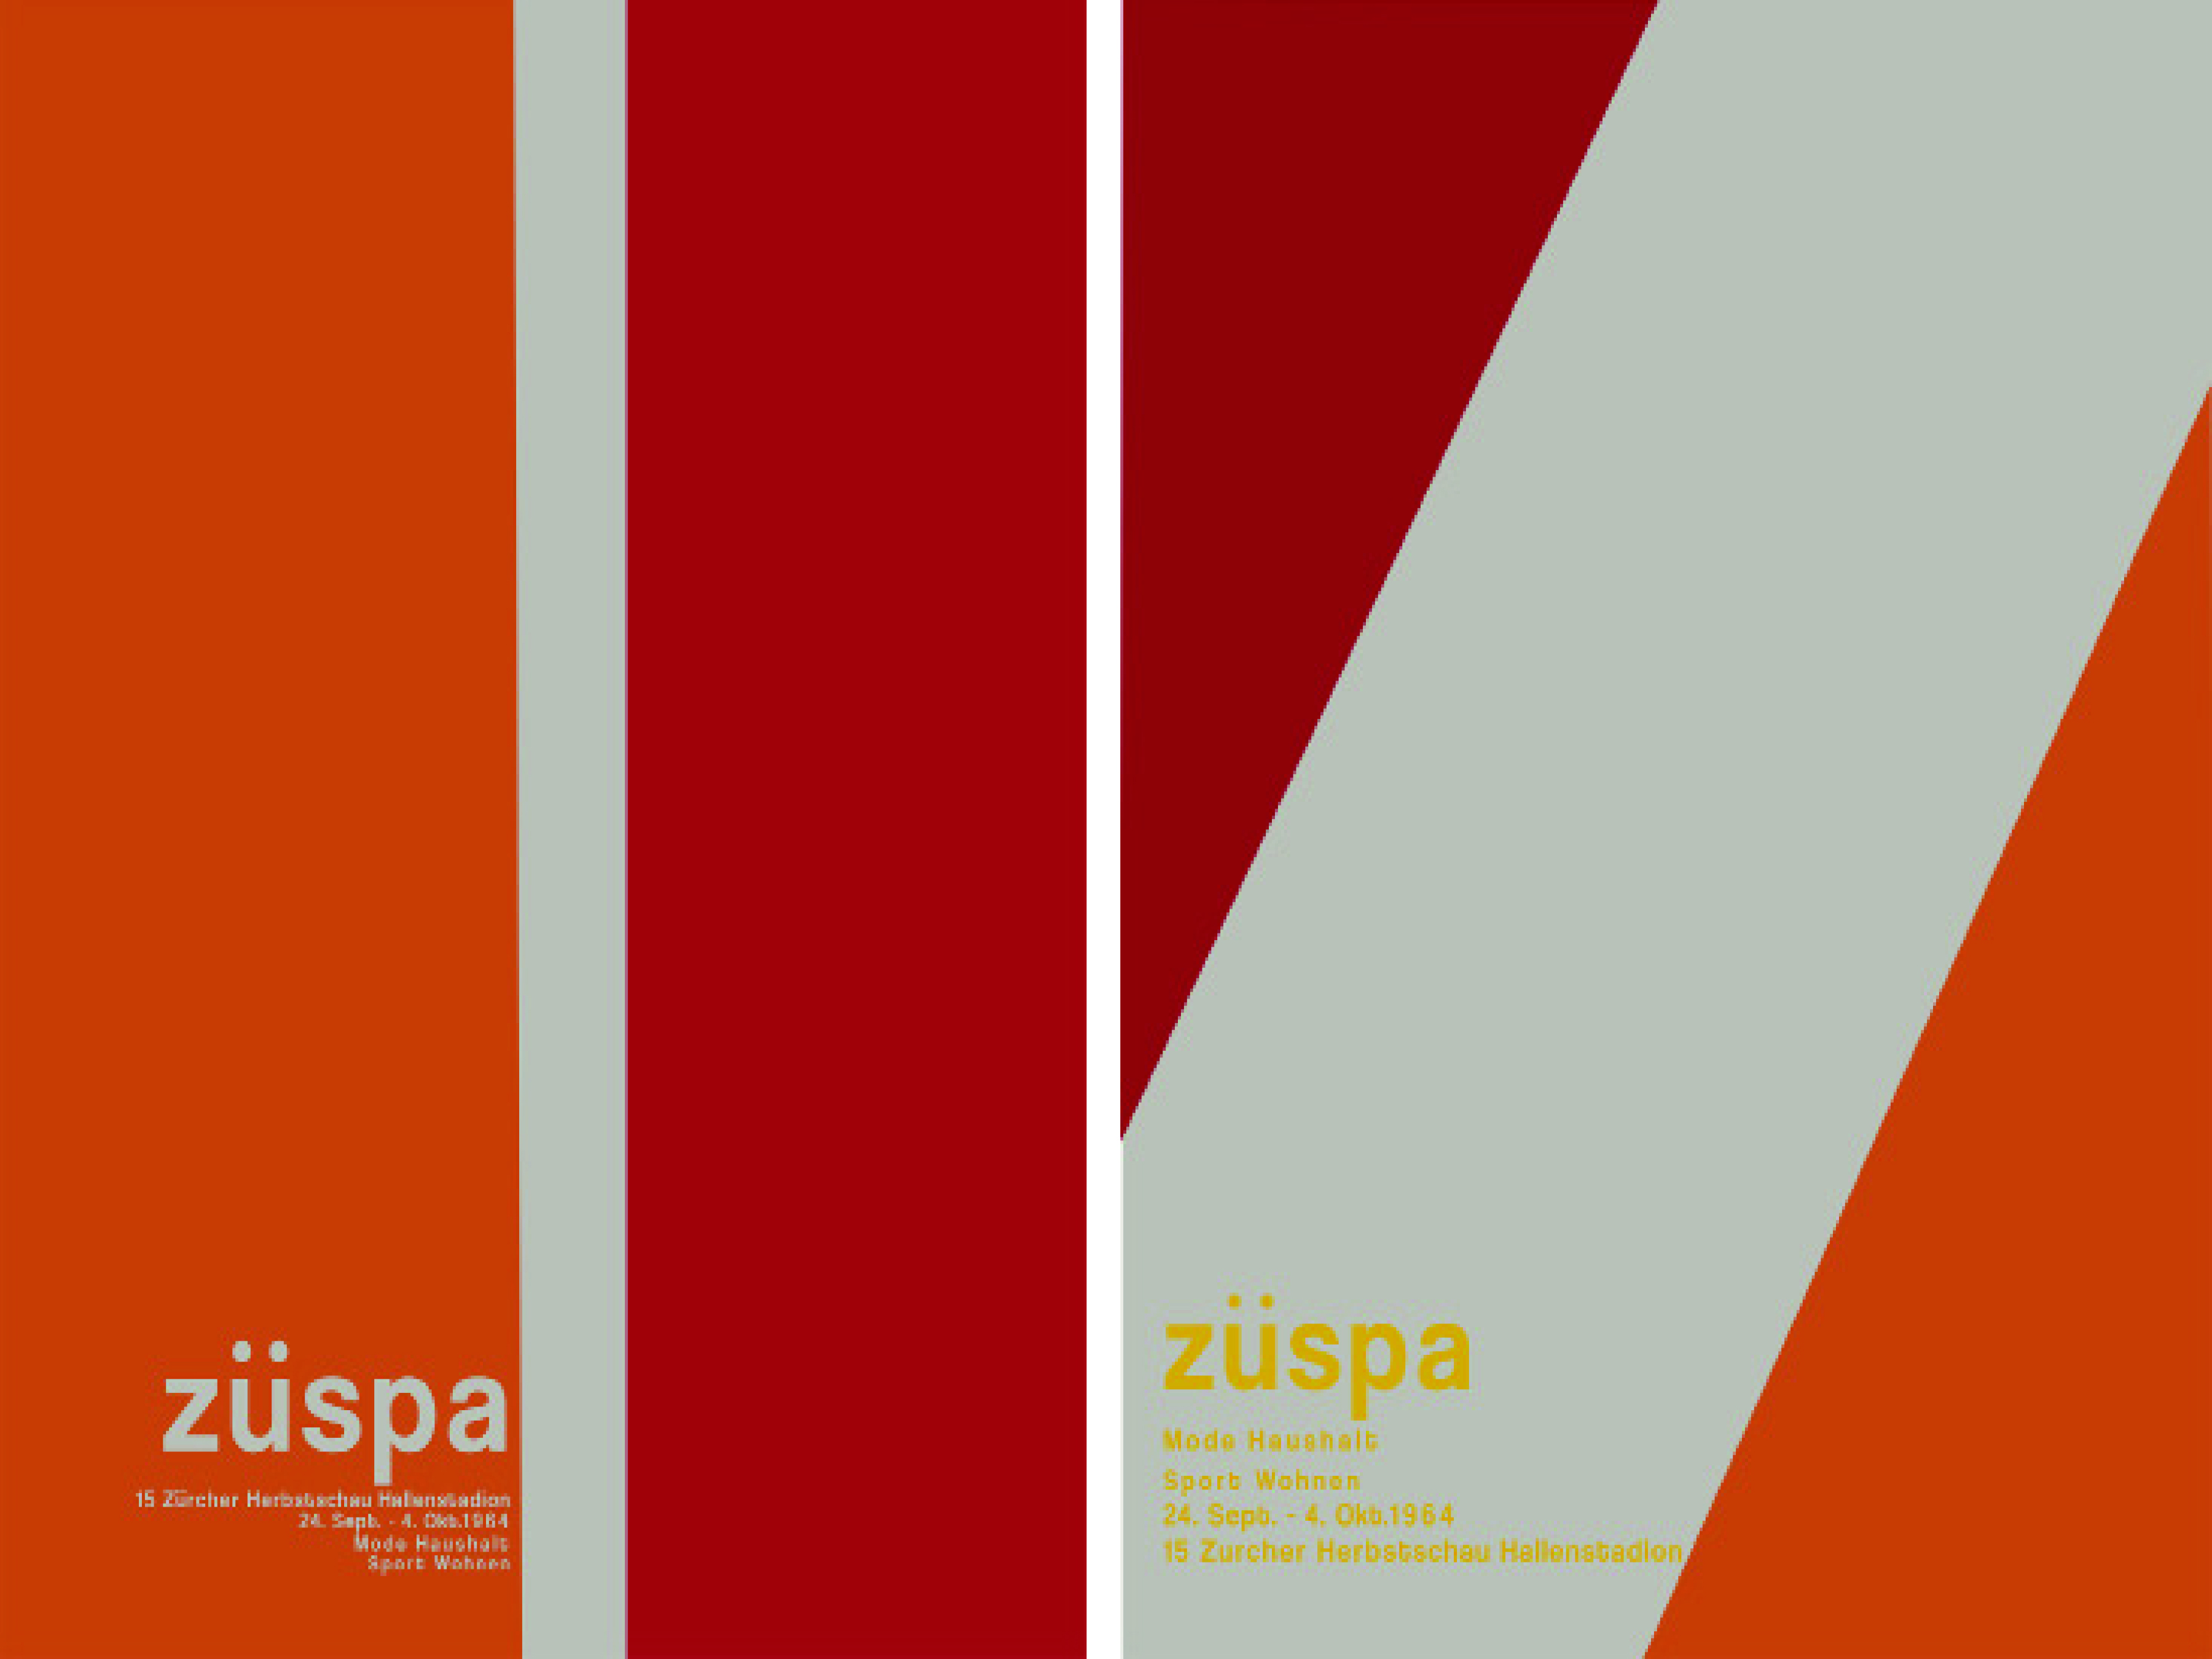 züspa
15 Zürcher Herbstschau Hallenstadion
24. Sept. - 4. Okt.1964
Mode Haushalt
Sport Wohnen
züspa
Mode Haushalt
Sport Wohnen
24. Sept. - 4. Okt.1964
15 Zurcher Herbstschau Hallenstadion